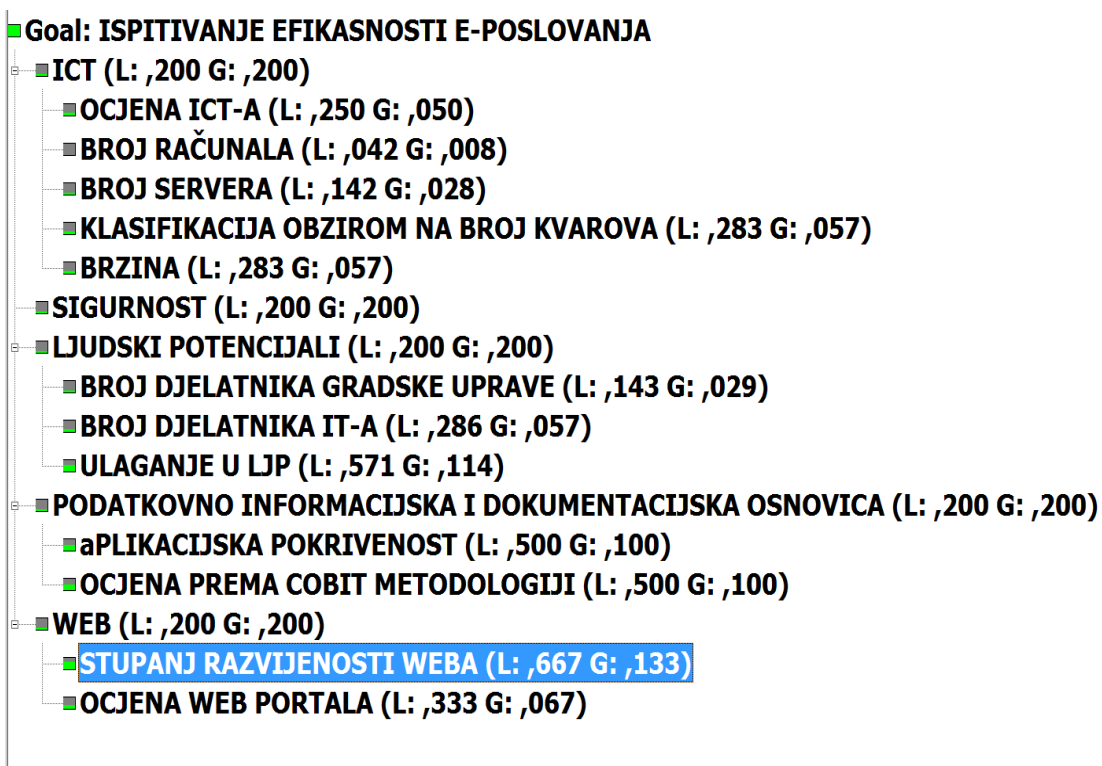 Goal: ISPITIVANJE EFIKASNOSTI E-POSLOVANJA
ICT (L: ,200 G: ,200)
OCJENA ICT-A (L: ,250 G: ,050)
BROJ RAČUNALA (L: ,042 G: ,008)
BROJ SERVERA (L: ,142 G: ,028)
KLASIFIKACIJA OBZIROM NA BROJ KVAROVA (L: ,283 G: ,057)
BRZINA (L: ,283 G: ,057)
SIGURNOST (L: ,200 G: ,200)
LJUDSKI POTENCIJALI (L: ,200 G: ,200)
BROJ DJELATNIKA GRADSKE UPRAVE (L: ,143 G: ,029)
BROJ DJELATNIKA IT-A (L: ,286 G: ,057)
ULAGANJE U LJP (L: ,571 G: ,114)
PODATKOVNO INFORMACIJSKA I DOKUMENTACIJSKA OSNOVICA (L: ,200 G: ,200)
aPLIKACIJSKA POKRIVENOST (L: ,500 G: ,100)
OCJENA PREMA COBIT METODOLOGIJI (L: ,500 G: ,100)
WEB (L: ,200 G: ,200)
STUPANJ RAZVIJENOSTI WEBA (L: ,667 G: ,133)
OCJENA WEB PORTALA (L: ,333 G: ,067)